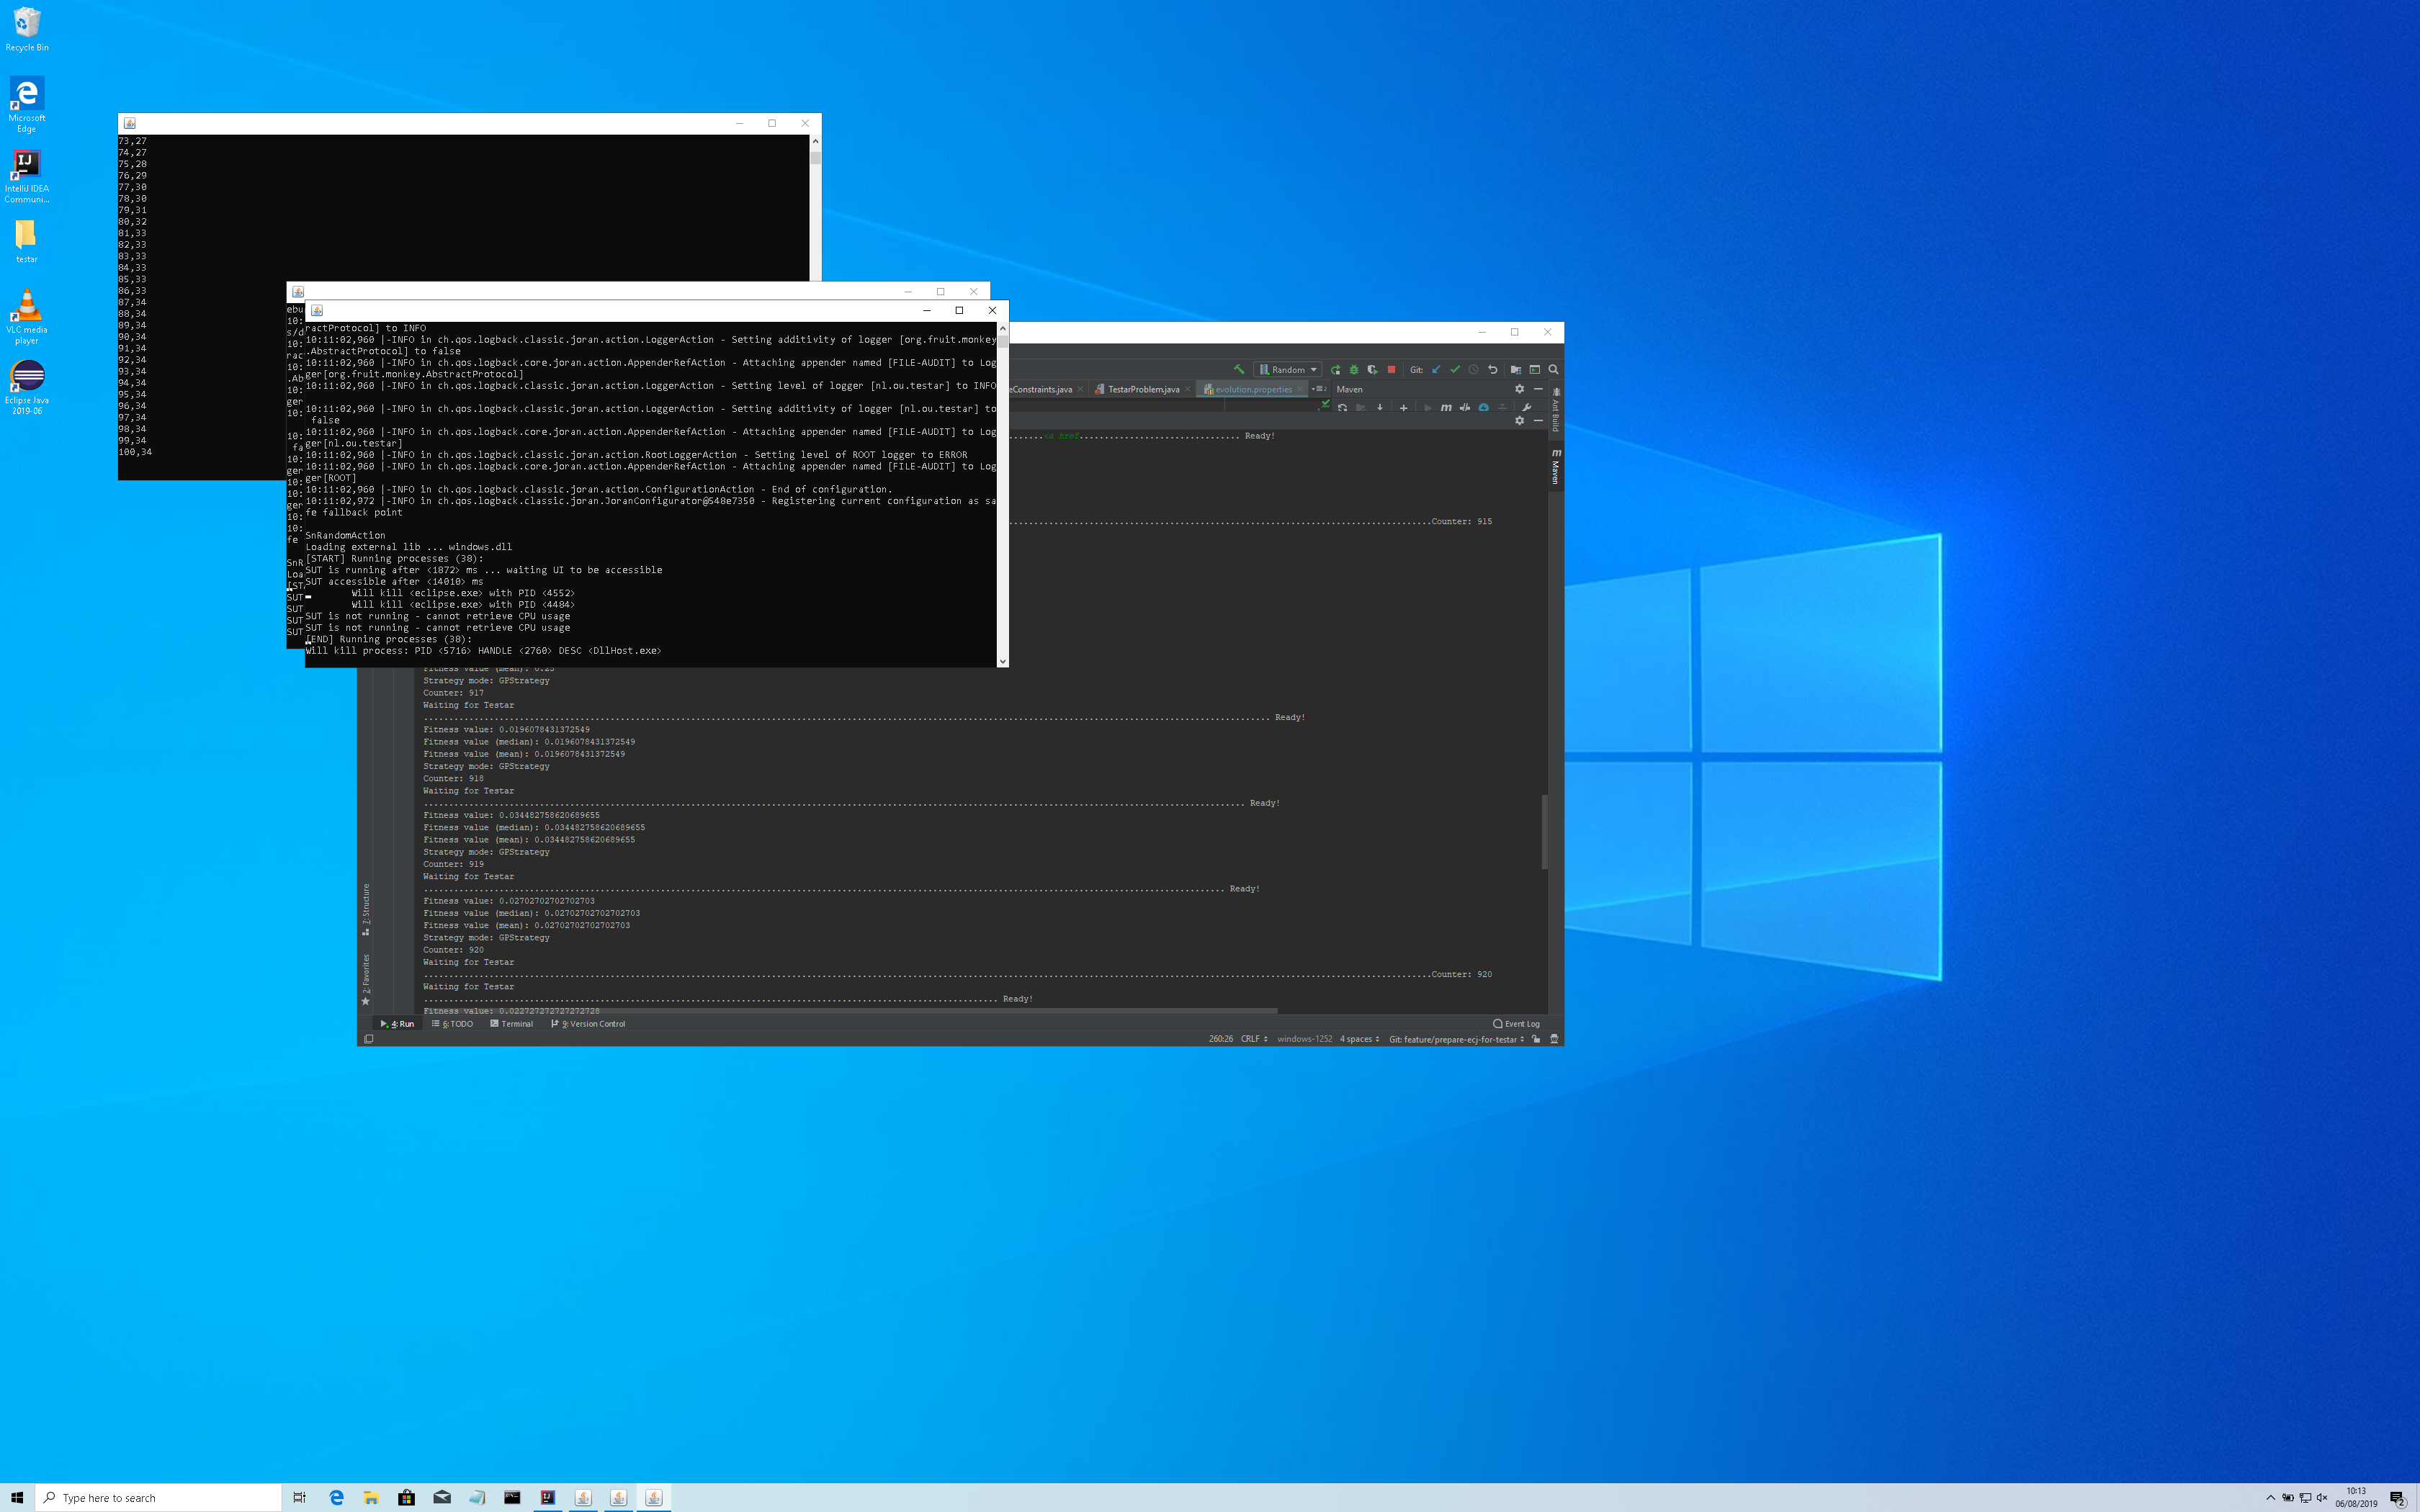 Recycle Bin
Microsoft
Edge
IntelliJ IDEA
Communi...
testar
VLC media
player
Eclipse Java
2019-06
73,27
74,27
75,28
76,29
77,30
78,30
79,31
80,32
81,33
82,33
83,33
84,33
85,33
86,33
87,34
88,34
89,34
90,34
91,34
92,34
93,34
94,34
95,34
96,34
97,34
98,34
99,34
100,34
ractProtocol] to INFO
10:11:02,960 |-INFO in ch.qos.logback.classic.joran.action.LoggerAction - Setting additivity of logger [org.fruit.monkey
.AbstractProtocol] to false
10:11:02,960 |-INFO in ch.qos.logback.core.joran.action.AppenderRefAction - Attaching appender named [FILE-AUDIT] to Log
ger[org.fruit.monkey.AbstractProtocol]
10:11:02,960 |-INFO in ch.qos.logback.classic.joran.action.LoggerAction - Setting level of logger [nl.ou.testar] to INFO
10:11:02,960 |-INFO in ch.qos.logback.classic.joran.action.LoggerAction - Setting additivity of logger [nl.ou.testar] to
false
10:11:02,960 |-INFO in ch.qos.logback.core.joran.action.AppenderRefAction - Attaching appender named [FILE-AUDIT] to Log
ger[nl.ou.testar]
10:11:02,960 |-INFO in ch.qos.logback.classic.joran.action.RootLoggerAction - Setting level of ROOT logger to ERROR
10:11:02,960 |-INFO in ch.qos.logback.core.joran.action.AppenderRefAction - Attaching appender named [FILE-AUDIT] to Log
ger[ROOT]
10:11:02,960 |-INFO in ch.qos.logback.classic.joran.action.ConfigurationAction - End of configuration.
10:11:02,972 |-INFO in ch.qos.logback.classic.joran.JoranConfigurator@548e7350 - Registering current configuration as sa
fe fallback point
SnRandomAction
Loading external lib ... windows.dll
[START] Running processes (38):
SUT is running after <1872> ms ... waiting UI to be accessible
SUT accessible after <14010> ms
Will kill <eclipse.exe> with PID <4552>
Will kill <eclipse.exe> with PID <4484>
SUT is not running - cannot retrieve CPU usage
SUT is not running - cannot retrieve CPU usage
[END] Running processes (38):
Will kill process: PID <5716> HANDLE <2760> DESC <DllHost.exe>
Random
Git:
eConstraints.java
TestarProblem.java
evolution.properties
Maven
Ant Build
Maven
<a href.............................. Ready!
Counter: 915
Fitness value (mean): 0.25
Strategy mode: GPStrategy
Counter: 917
Waiting for Testar
Ready!
Fitness value: 0.0196078431372549
Fitness value (median): 0.0196078431372549
Fitness value (mean): 0.0196078431372549
Strategy mode: GPStrategy
Counter: 918
Waiting for Testar
Ready!
Fitness value: 0.034482758620689655
Fitness value (median): 0.034482758620689655
Fitness value (mean): 0.034482758620689655
Strategy mode: GPStrategy
Counter: 919
Waiting for Testar
Ready!
Fitness value: 0.02702702702702703
Fitness value (median): 0.02702702702702703
Fitness value (mean): 0.02702702702702703
Strategy mode: GPStrategy
Counter: 920
Waiting for Testar
Counter: 920
Waiting for Testar
Ready!
Fitness value: 0.022727272727272728
Z: Structure
2: Favorites
4: Run
6: TODO
Terminal
9: Version Control
Event Log
260:26 CRLF windows-1252 4 spaces Git: feature/prepare-ecj-for-testar
Type here to search
10:13
06/08/2019
2